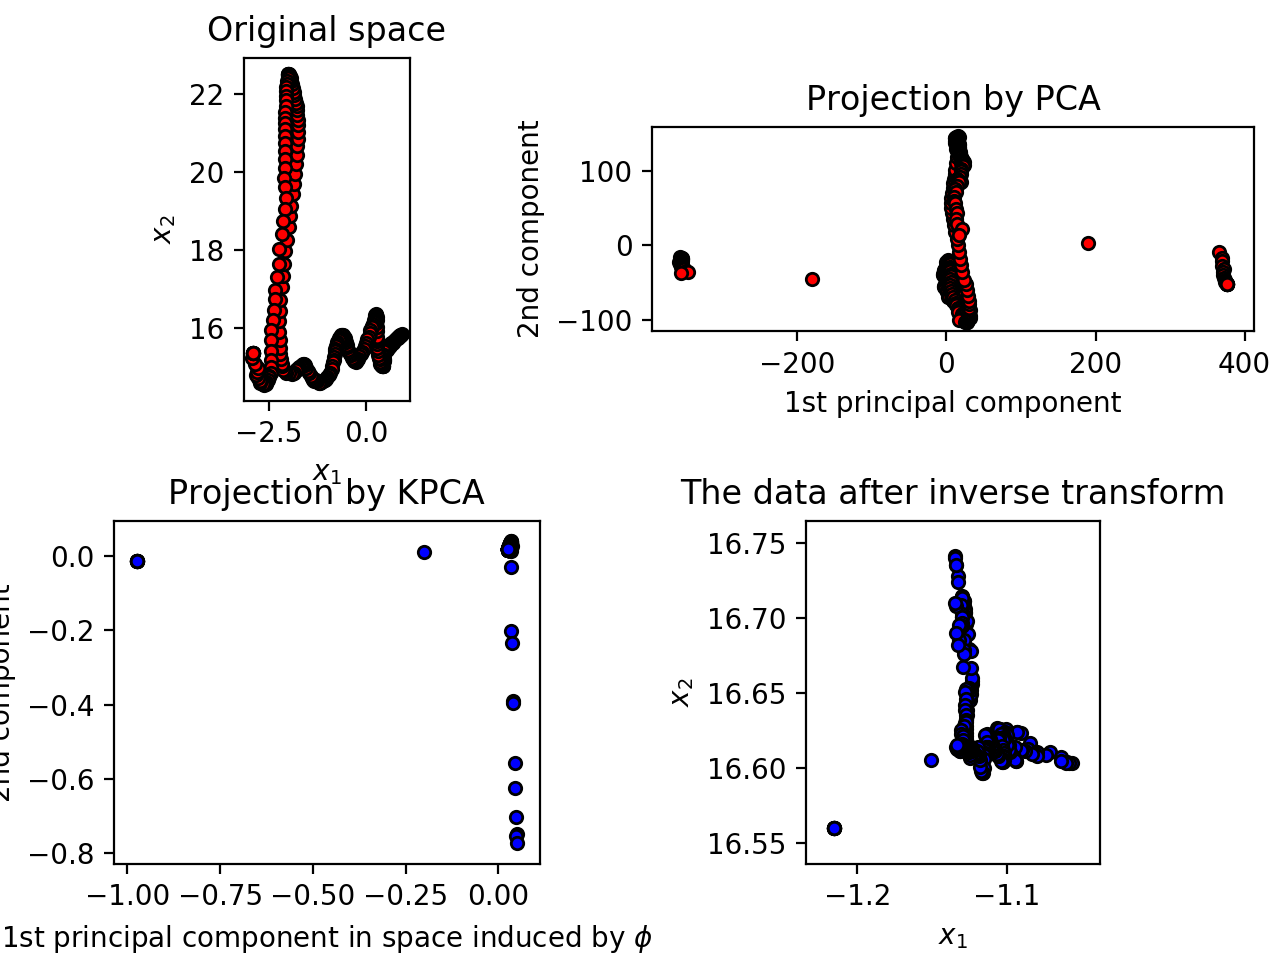 Original space
22
20
18
16
x₂
−2.5
0.0
x₁
Projection by PCA
100
0
−100
2nd component
−200
0
200
400
1st principal component
Projection by KPCA
0.0
−0.2
−0.4
−0.6
−0.8
2nd component
−1.00
−0.75
−0.50
−0.25
0.00
1st principal component in space induced by ϕ
The data after inverse transform
16.75
16.70
16.65
16.60
16.55
x₂
−1.2
−1.1
x₁